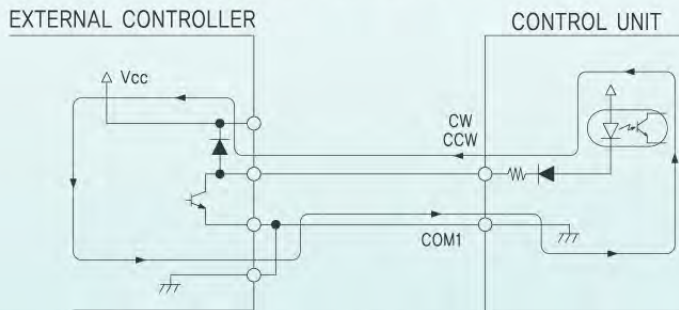 EXTERNAL CONTROLLER
CONTROL UNIT
Vcc
CW
CCW
COM1